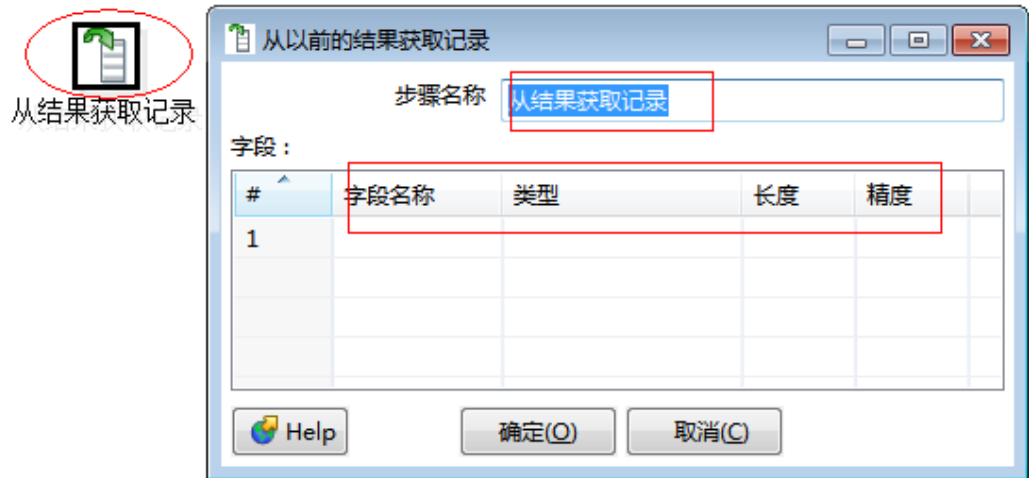 从结果获取记录
从以前的结果获取记录
步骤名称 从结果获取记录
字段：
# 字段名称 类型 长度 精度
1
Help 确定(O) 取消(C)